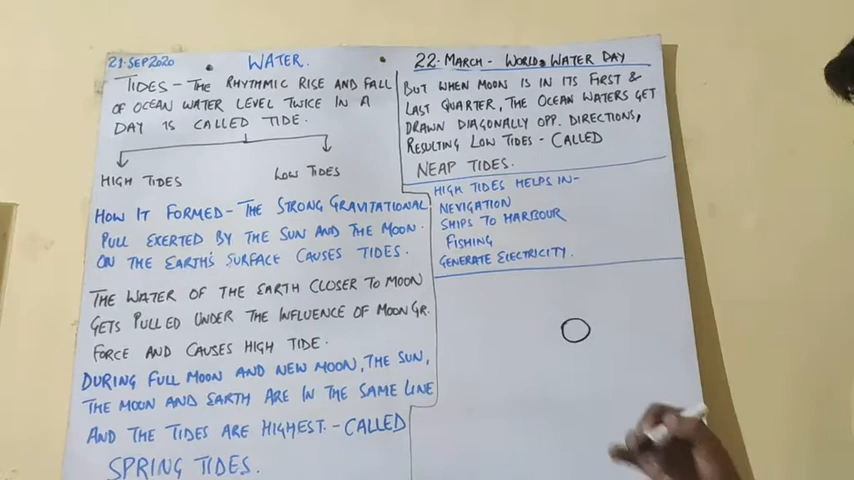 21-SEP2020
WATER.
TIDES - THE RHYTHMIC RISE AND FALL
OF OCEAN WATER LEVEL TWICE IN A
DAY IS CALLED TIDE.
HIGH TIDES
LOW TIDES
HOW IT FORMED - THE STRONG GRAVITATIONAL
PULL EXERTED BY THE SUN AND THE MOON.
ON THE EARTH'S SURFACE CAUSES TIDES.
THE WATER OF THE EARTH CLOSER TO MOON
GETS PULLED UNDER THE INFLUENCE OF MOON GR.
FORCE AND CAUSES HIGH TIDE.
DURING FULL MOON AND NEW MOON, THE SUN,
THE MOON AND EARTH ARE IN THE SAME LINE
AND THE TIDES ARE HIGHEST. - CALLED
SPRING TIDES.
22 - MARCH - WORLD WATER DAY
BUT WHEN MOON IS IN ITS FIRST &
LAST QUARTER, THE OCEAN WATERS GET
DRAWN DIAGONALLY OPP. DIRECTIONS,
RESULTING LOW TIDES - CALLED
NEAP TIDES.
HIGH TIDES HELPS IN-
NEVIGATION
SHIPS TO HARBOUR
FISHING
GENERATE ELECTRICITY.